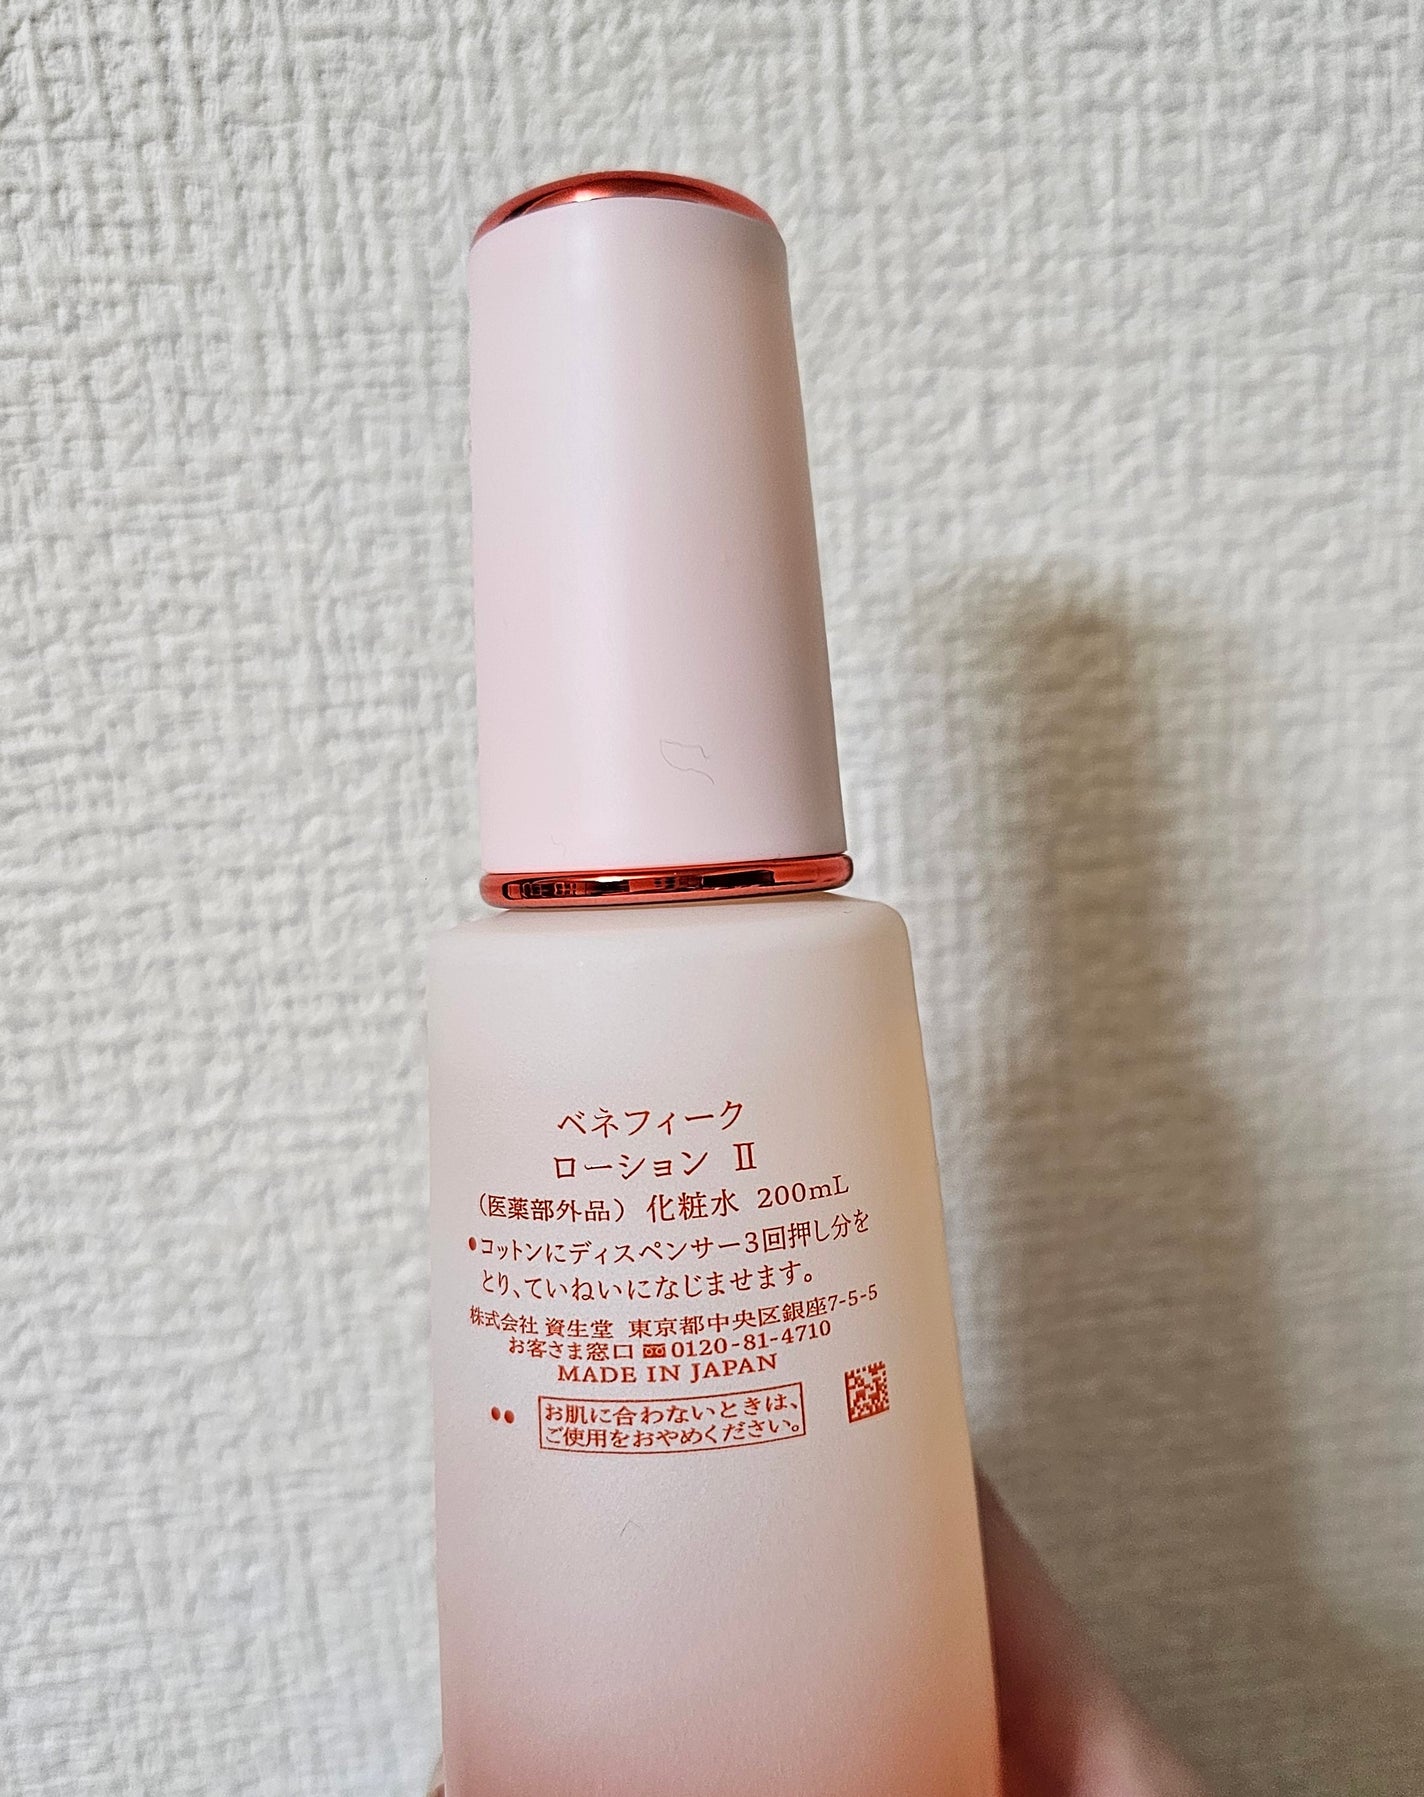 ベネフィーク
ローション Ⅱ
（医薬部外品） 化粧水 200mL
•コットンにディスペンサー3回押し分を
とり、ていねいになじませます。
株式会社 資生堂 東京都中央区銀座7-5-5
お客さま窓口 0120-81-4710
MADE IN JAPAN
お肌に合わないときは、
ご使用をおやめください。